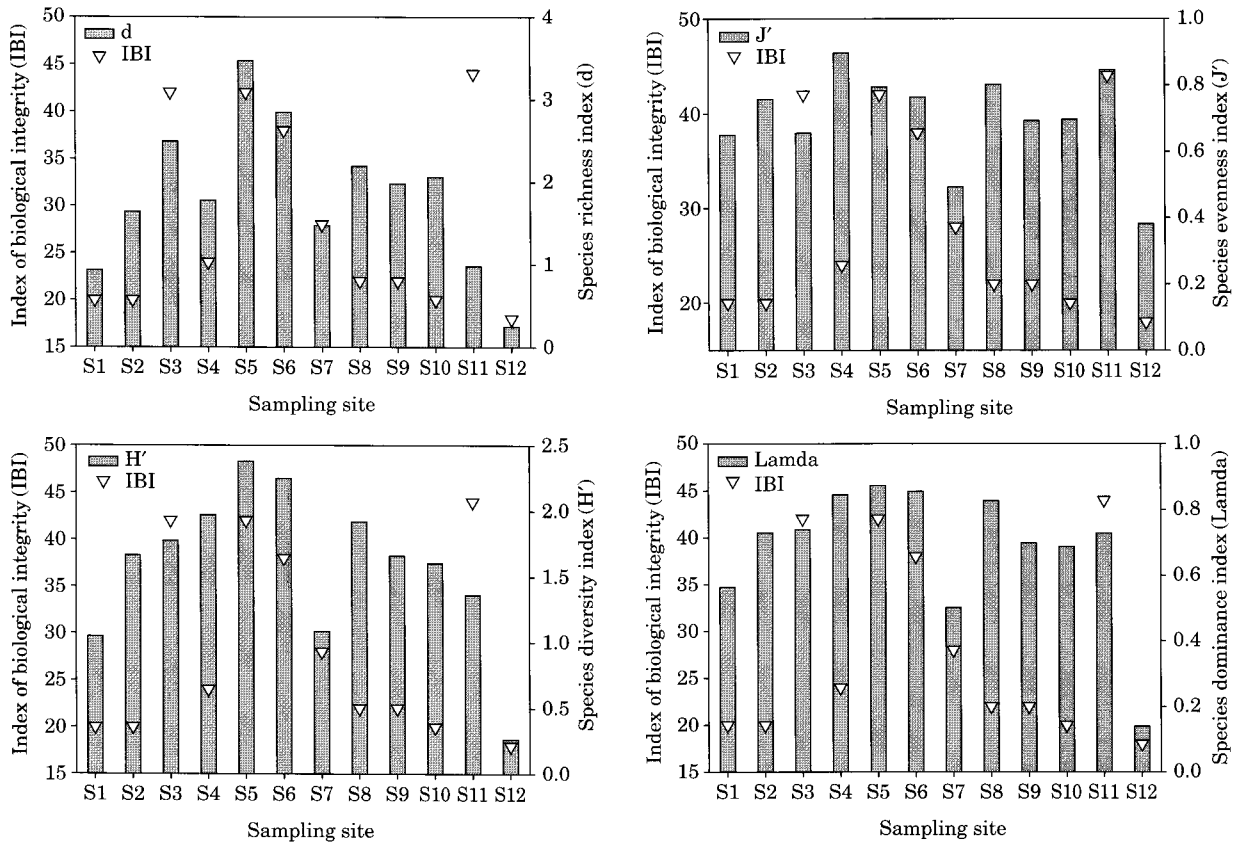 Index of biological integrity (IBI)
50
45
40
35
30
25
20
15
d
IBI
4
3
2
1
0
Species richness index (d)
S1 S2 S3 S4 S5 S6 S7 S8 S9 S10 S11 S12
Sampling site
Index of biological integrity (IBI)
50
40
30
20
J′
IBI
1.0
0.8
0.6
0.4
0.2
0.0
Species evenness index (J′)
S1 S2 S3 S4 S5 S6 S7 S8 S9 S10 S11 S12
Sampling site
Index of biological integrity (IBI)
50
45
40
35
30
25
20
15
H′
IBI
2.5
2.0
1.5
1.0
0.5
0.0
Species diversity index (H′)
S1 S2 S3 S4 S5 S6 S7 S8 S9 S10 S11 S12
Sampling site
Index of biological integrity (IBI)
50
45
40
35
30
25
20
15
Lamda
IBI
1.0
0.8
0.6
0.4
0.2
0.0
Species dominance index (Lamda)
S1 S2 S3 S4 S5 S6 S7 S8 S9 S10 S11 S12
Sampling site